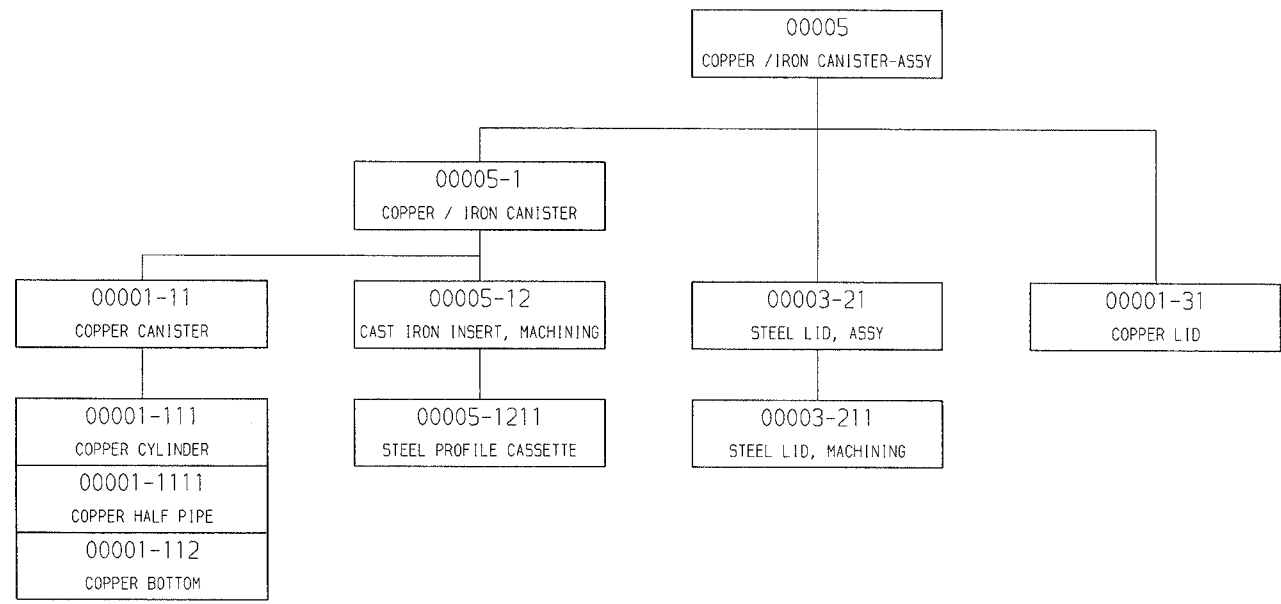 00005
COPPER /IRON CANISTER-ASSY
00005-1
COPPER / IRON CANISTER
00001-11
COPPER CANISTER
00005-12
CAST IRON INSERT, MACHINING
00003-21
STEEL LID, ASSY
00001-31
COPPER LID
00001-111
COPPER CYLINDER
00001-1111
COPPER HALF PIPE
00001-112
COPPER BOTTOM
00005-1211
STEEL PROFILE CASSETTE
00003-211
STEEL LID, MACHINING